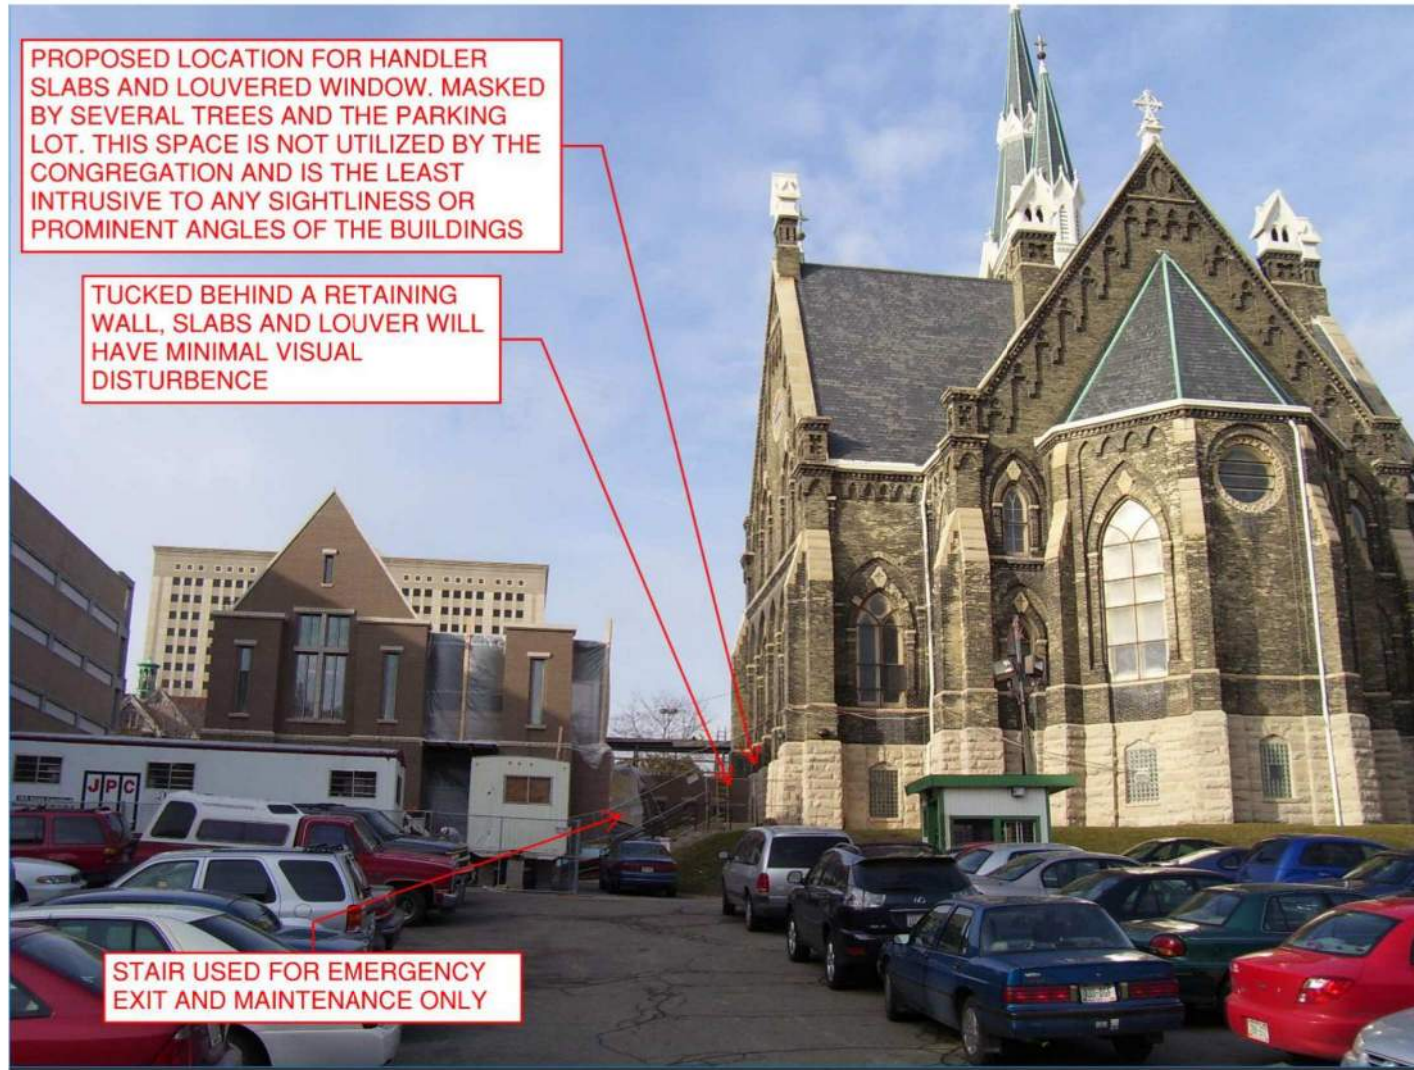 PROPOSED LOCATION FOR HANDLER
SLABS AND LOUVERED WINDOW. MASKED
BY SEVERAL TREES AND THE PARKING
LOT. THIS SPACE IS NOT UTILIZED BY THE
CONGREGATION AND IS THE LEAST
INTRUSIVE TO ANY SIGHTLINESS OR
PROMINENT ANGLES OF THE BUILDINGS
TUCKED BEHIND A RETAINING
WALL, SLABS AND LOUVER WILL
HAVE MINIMAL VISUAL
DISTURBENCE
JPC
STAIR USED FOR EMERGENCY
EXIT AND MAINTENANCE ONLY